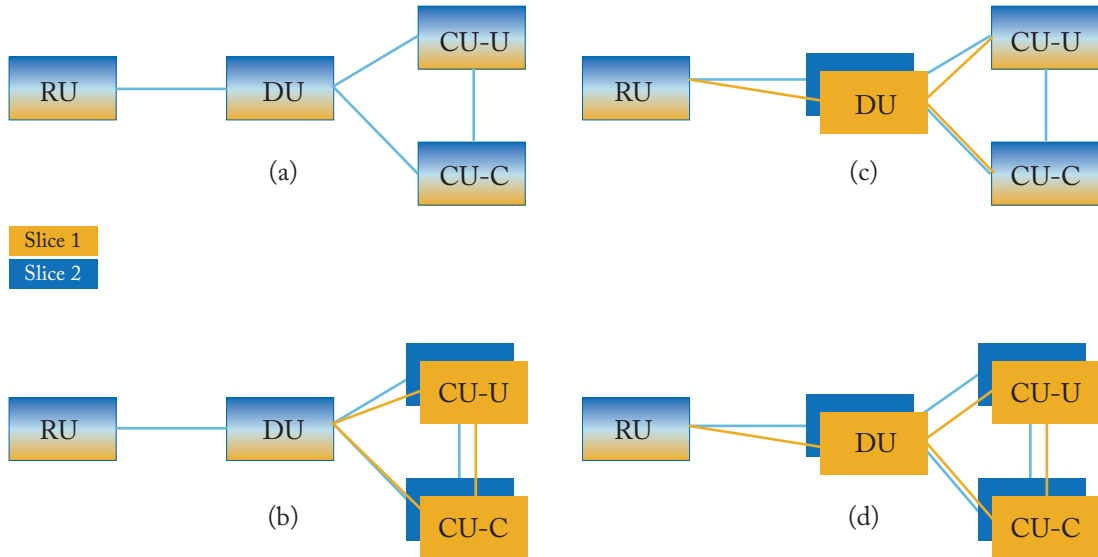 RU
DU
CU-U
CU-C
(a)
RU
DU
CU-U
CU-C
(c)
Slice 1
Slice 2
RU
DU
CU-U
CU-C
(b)
RU
DU
CU-U
CU-C
(d)